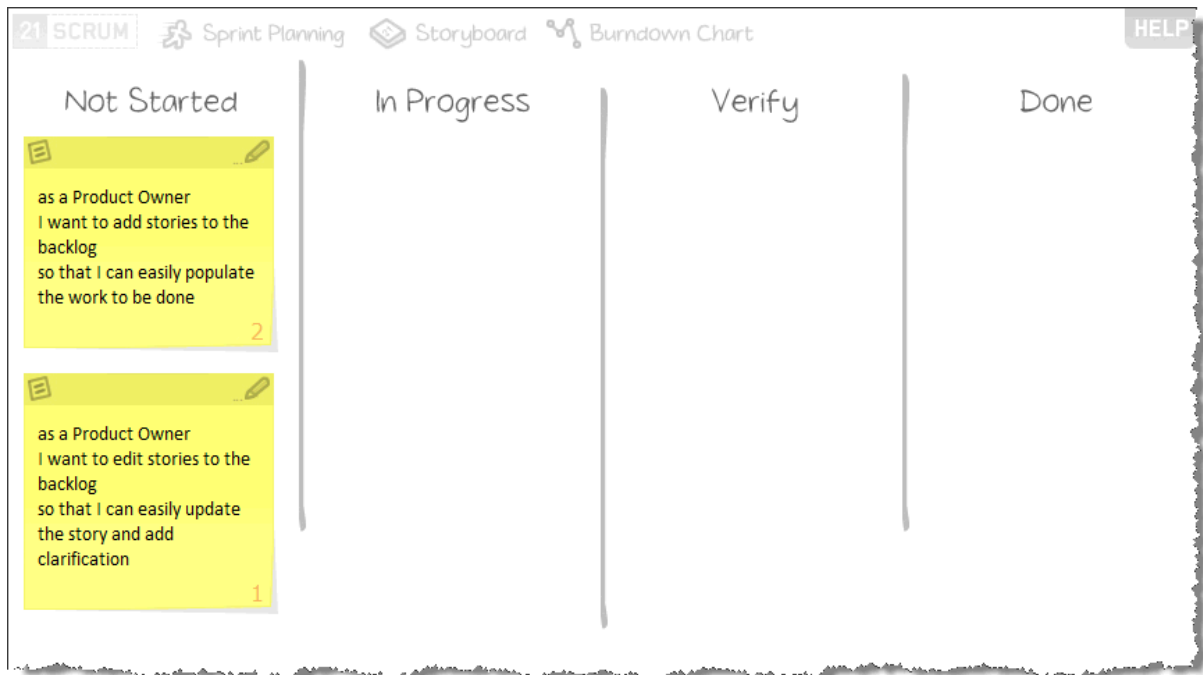 21 SCRUM Sprint Planning Storyboard Burndown Chart HELP
Not Started In Progress Verify Done
as a Product Owner
I want to add stories to the
backlog
so that I can easily populate
the work to be done
2
as a Product Owner
I want to edit stories to the
backlog
so that I can easily update
the story and add
clarification
1